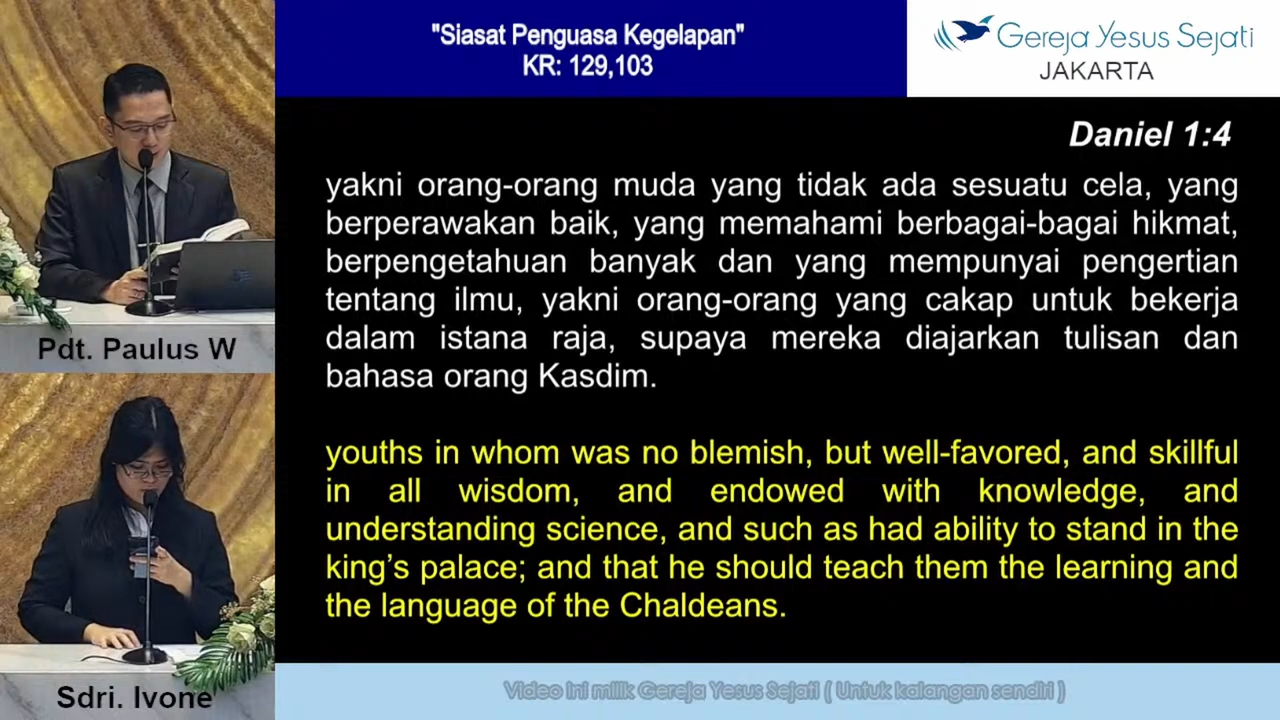 "Siasat Penguasa Kegelapan"
KR: 129,103
Gereja Yesus Sejati
JAKARTA
Daniel 1:4
yakni orang-orang muda yang tidak ada sesuatu cela, yang
berperawakan baik, yang memahami berbagai-bagai hikmat,
berpengetahuan banyak dan yang mempunyai pengertian
tentang ilmu, yakni orang-orang yang cakap untuk bekerja
dalam istana raja, supaya mereka diajarkan tulisan dan
bahasa orang Kasdim.
youths in whom was no blemish, but well-favored, and skillful
in all wisdom, and endowed with knowledge, and
understanding science, and such as had ability to stand in the
king’s palace; and that he should teach them the learning and
the language of the Chaldeans.
Pdt. Paulus W
Sdri. Ivone
Video ini milik Gereja Yesus Sejati ( Untuk kalangan sendiri )